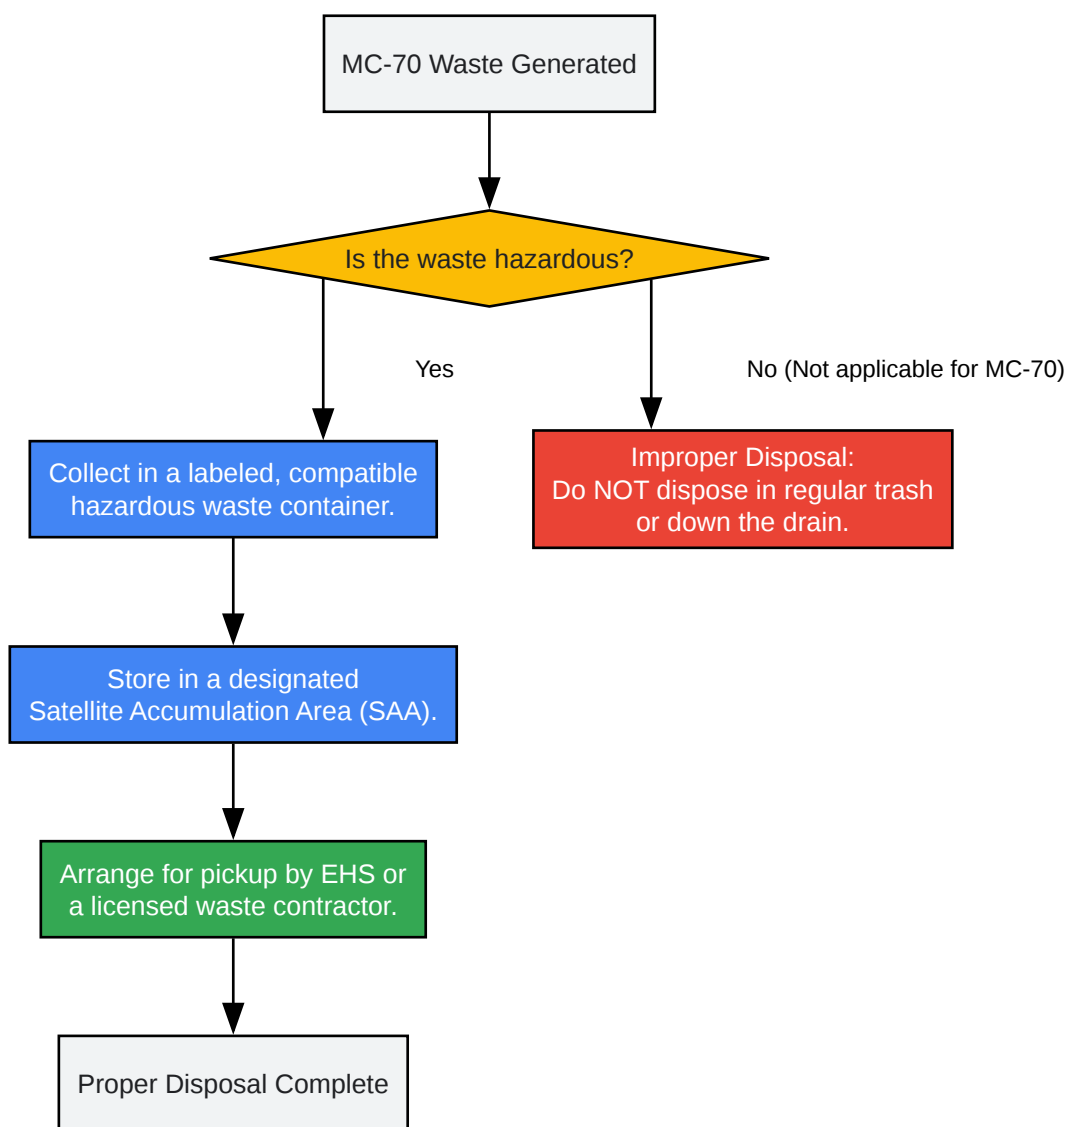 MC-70 Waste Generated
Is the waste hazardous?
Yes
No (Not applicable for MC-70)
Collect in a labeled, compatible
hazardous waste container.
Improper Disposal:
Do NOT dispose in regular trash
or down the drain.
Store in a designated
Satellite Accumulation Area (SAA).
Arrange for pickup by EHS or
a licensed waste contractor.
Proper Disposal Complete